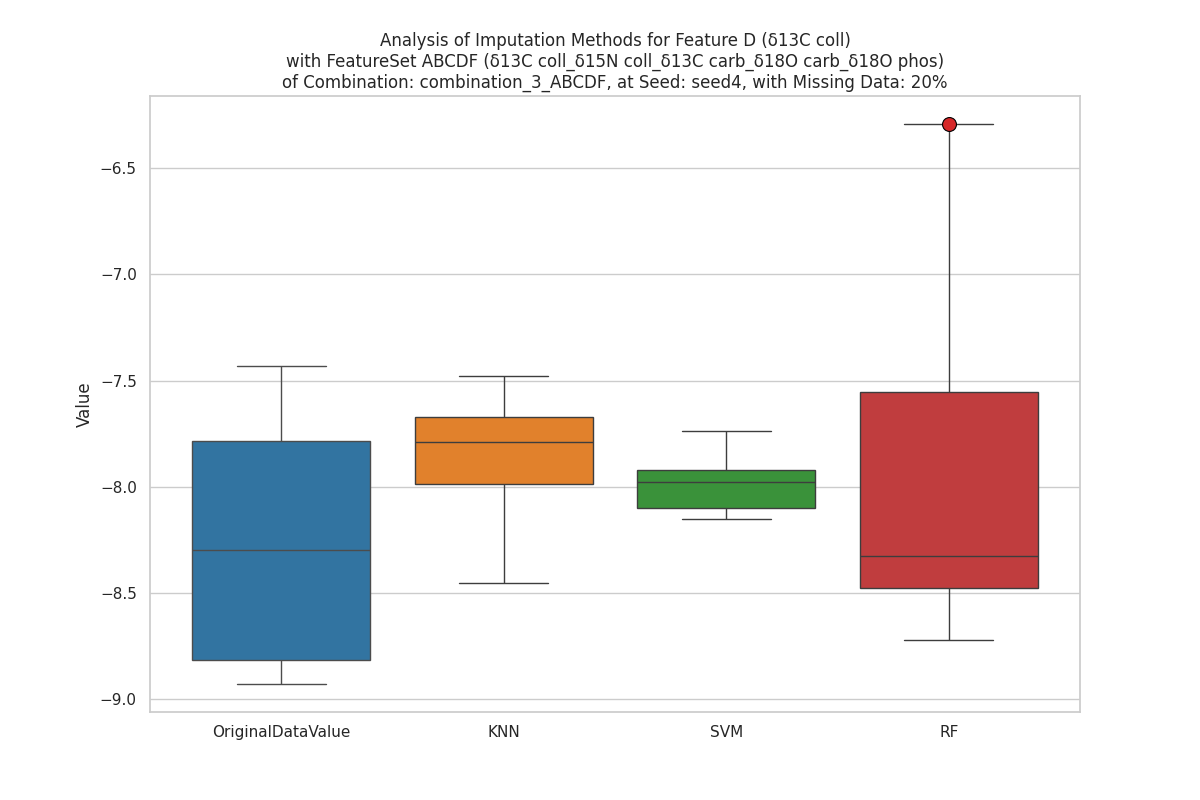 Analysis of Imputation Methods for Feature D (δ13C coll)
with FeatureSet ABCDF (δ13C coll_δ15N coll_δ13C carb_δ18O carb_δ18O phos)
of Combination: combination_3_ABCDF, at Seed: seed4, with Missing Data: 20%
Value
−6.5
−7.0
−7.5
−8.0
−8.5
−9.0
OriginalDataValue
KNN
SVM
RF